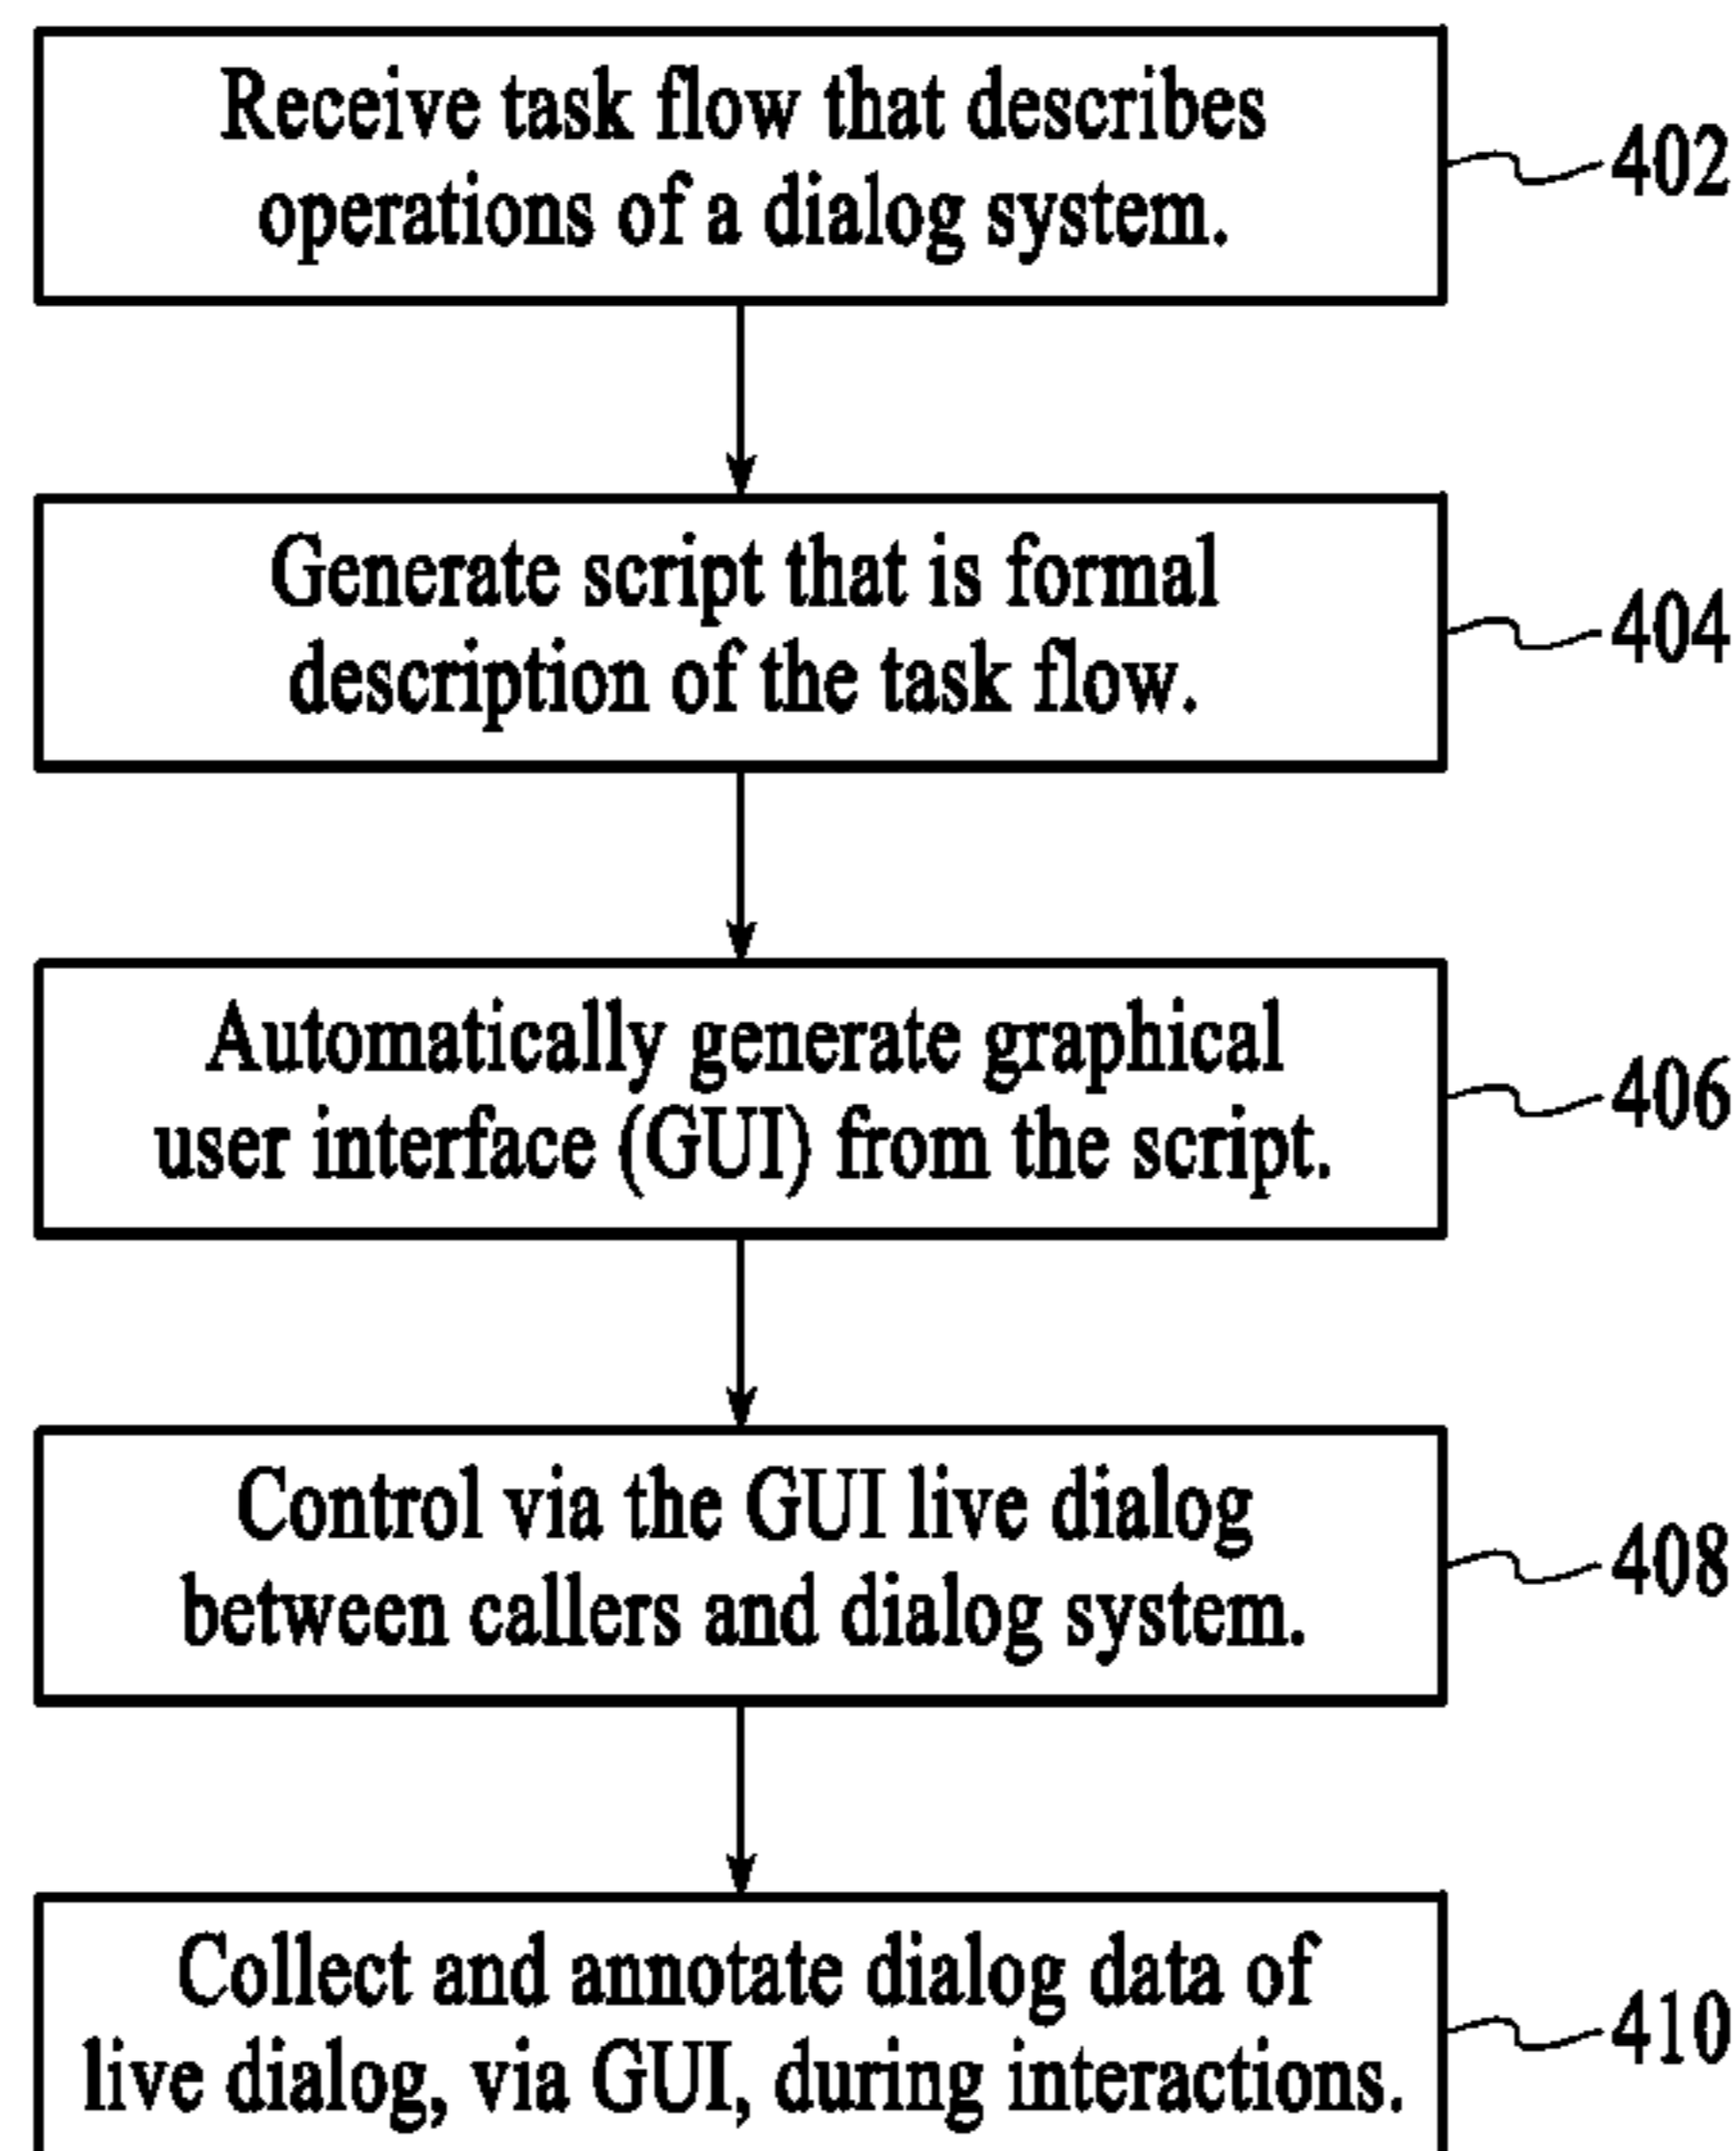 Receive task flow that describes
operations of a dialog system.
402
Generate script that is formal
description of the task flow.
404
Automatically generate graphical
user interface (GUI) from the script.
406
Control via the GUI live dialog
between callers and dialog system.
408
Collect and annotate dialog data of
live dialog, via GUI, during interactions.
410